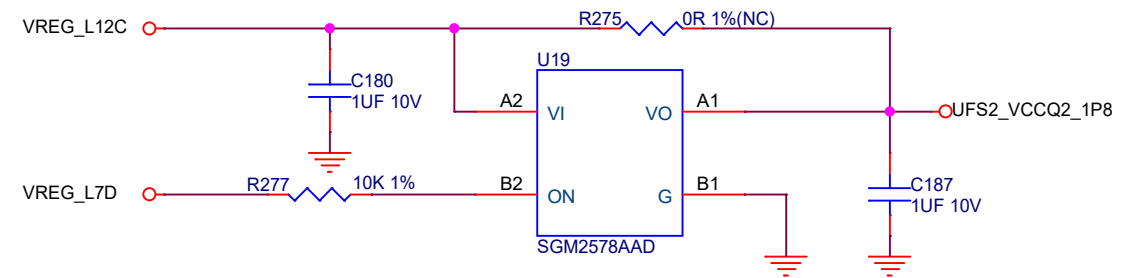 R275 0R 1%(NC)
VREG_L12C
U19
C180
1UF 10V
A2 VI VO A1 UFS2_VCCQ2_1P8
VREG_L7D R277 10K 1% B2 ON G B1
C187
1UF 10V
SGM2578AAD